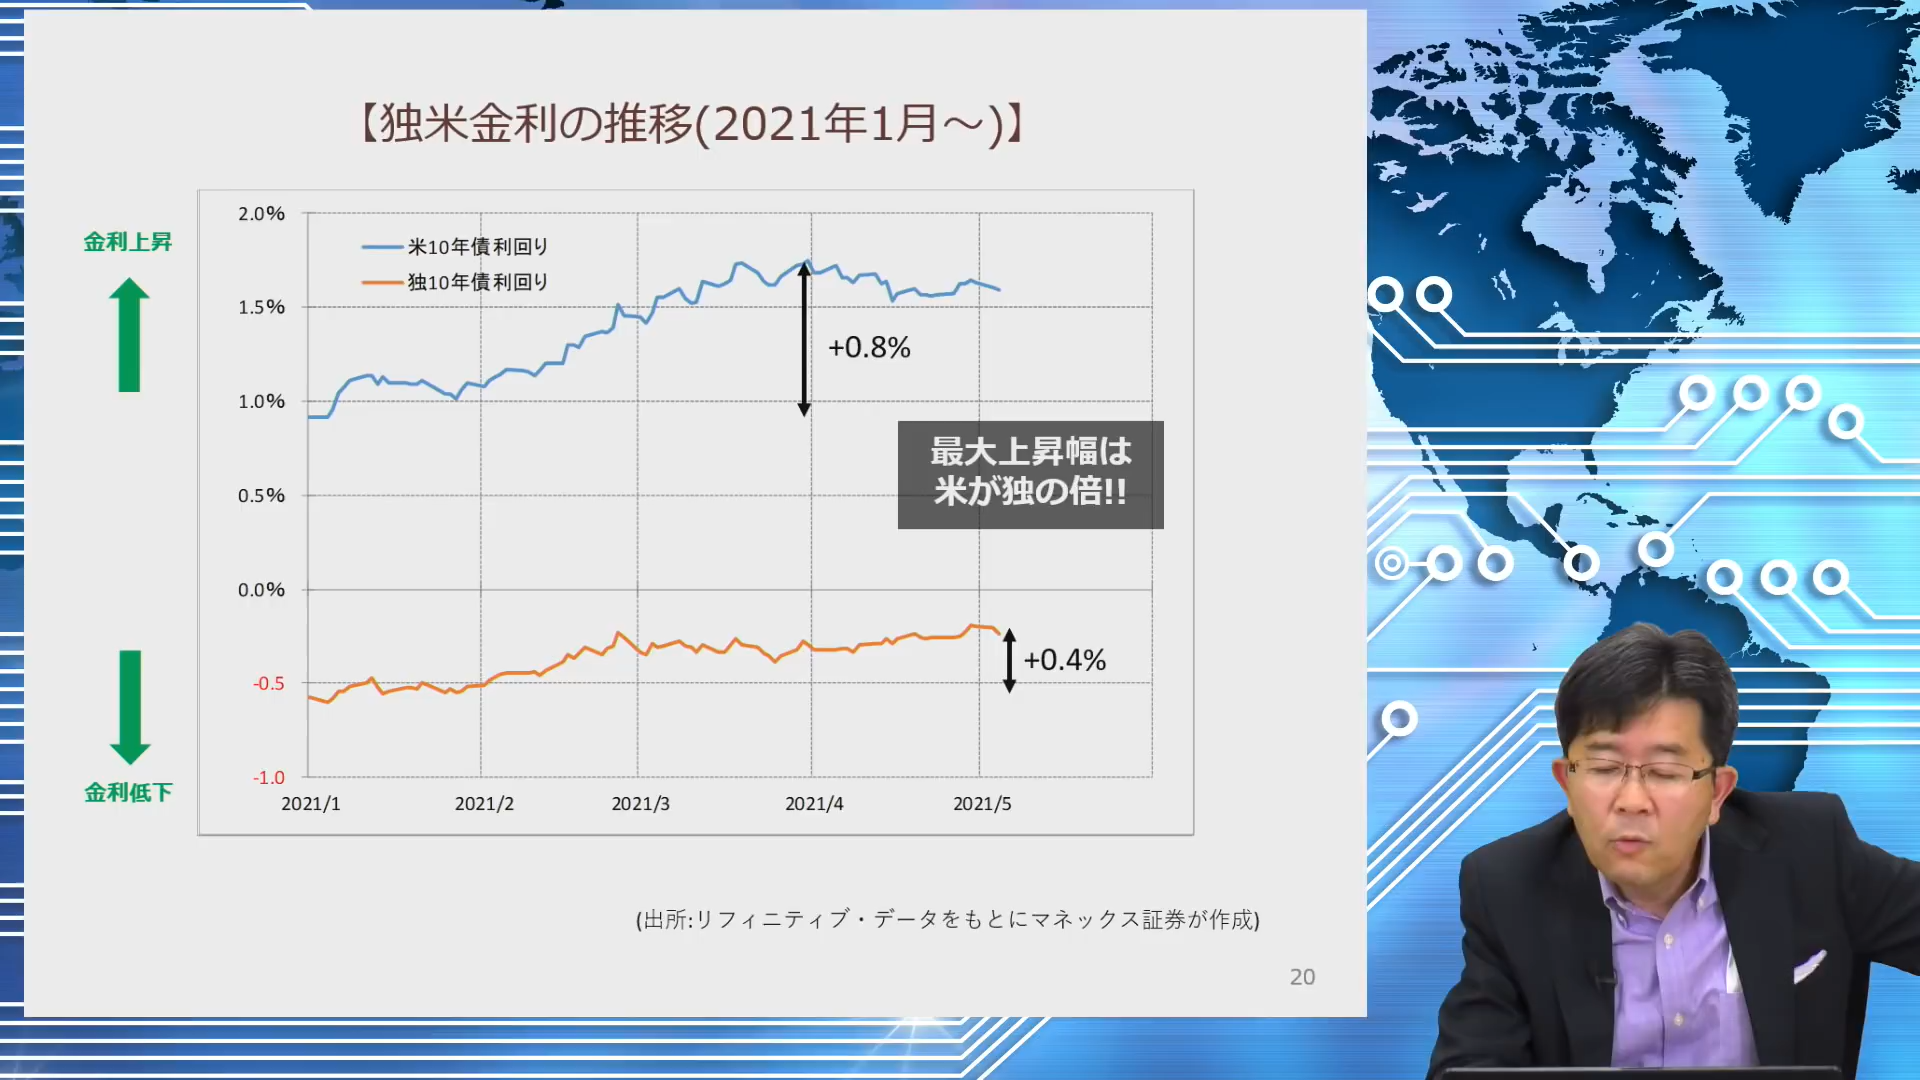 【独米金利の推移(2021年1月～)】
金利上昇
2.0%
1.5%
1.0%
0.5%
0.0%
-0.5
-1.0
米10年債利回り
独10年債利回り
+0.8%
最大上昇幅は
米が独の倍!!
+0.4%
金利低下
2021/1 2021/2 2021/3 2021/4 2021/5
(出所:リフィニティブ・データをもとにマネックス証券が作成)
20